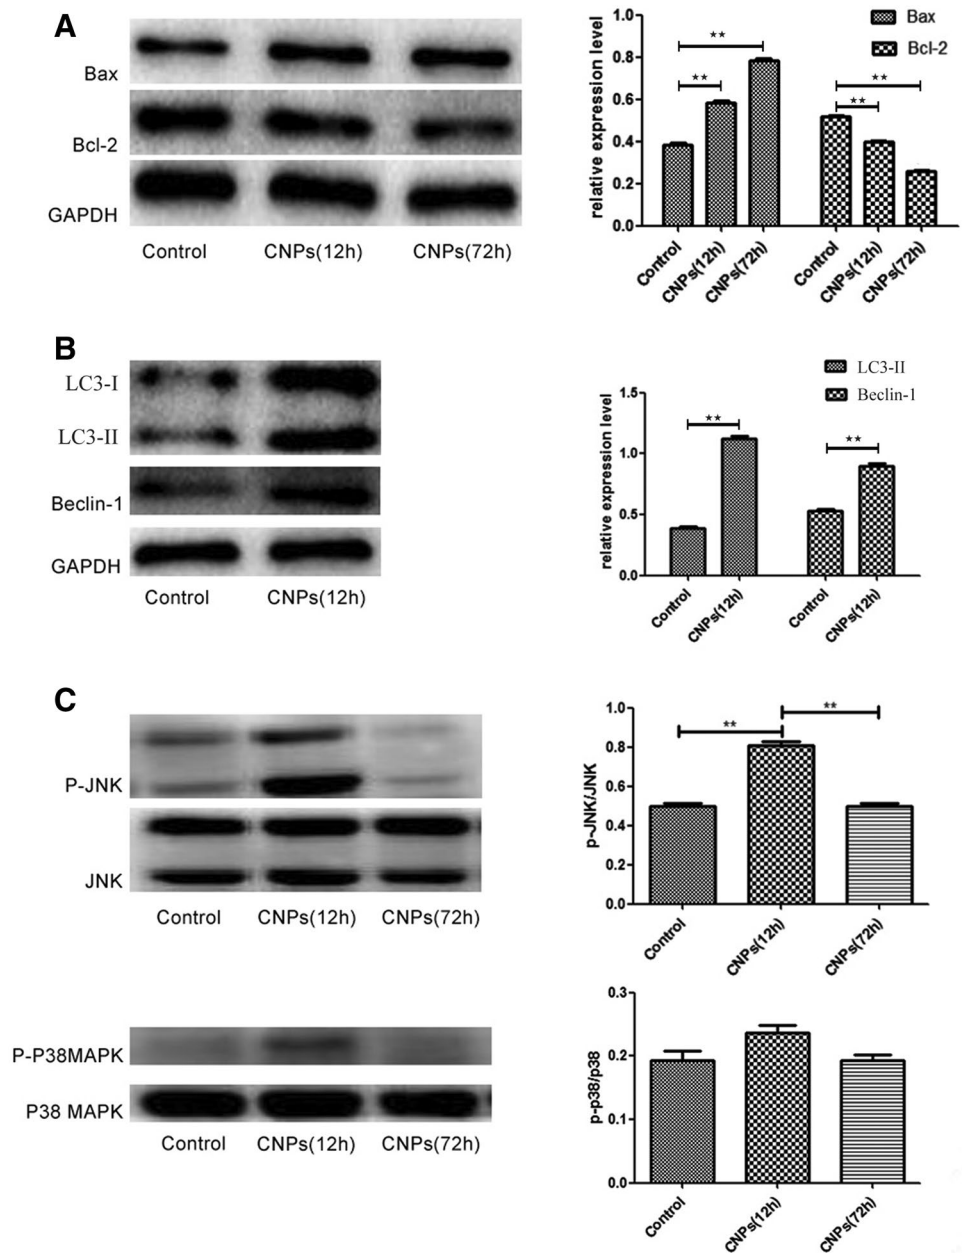 A
Bax
Bcl-2
GAPDH
Control CNPs(12h) CNPs(72h)
relative expression level
1.0
0.8
0.6
0.4
0.2
0.0
Bax
Bcl-2
**
**
**
**
Control
CNPs(12h)
CNPs(72h)
Control
CNPs(12h)
CNPs(72h)
B
LC3-I
LC3-II
Beclin-1
GAPDH
Control CNPs(12h)
relative expression level
1.5
1.0
0.5
0.0
LC3-II
Beclin-1
**
**
Control
CNPs(12h)
Control
CNPs(12h)
C
P-JNK
JNK
Control CNPs(12h) CNPs(72h)
p-JNK/JNK
1.0
0.8
0.6
0.4
0.2
0.0
**
**
Control
CNPs(12h)
CNPs(72h)
P-P38MAPK
P38 MAPK
Control CNPs(12h) CNPs(72h)
p-p38/p38
0.3
0.2
0.1
0.0
Control
CNPs(12h)
CNPs(72h)